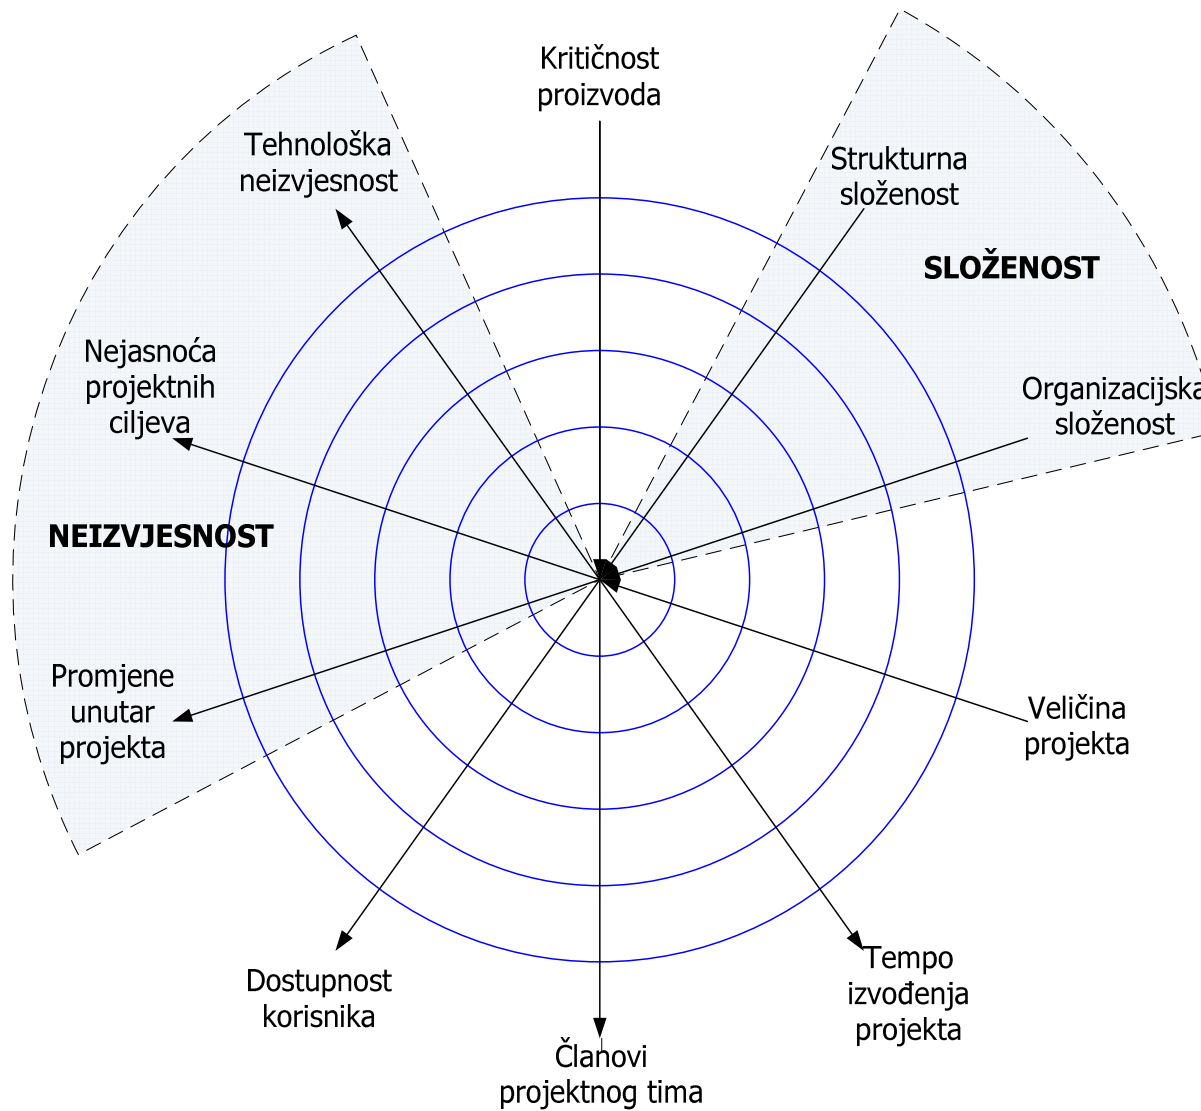 Kritičnost
proizvoda
Tehnološka
neizvjesnost
Strukturna
složenost
SLOŽENOST
Nejasnoća
projektnih
ciljeva
Organizacijska
složenost
NEIZVJESNOST
Promjene
unutar
projekta
Veličina
projekta
Dostupnost
korisnika
Tempo
izvođenja
projekta
Članovi
projektnog tima